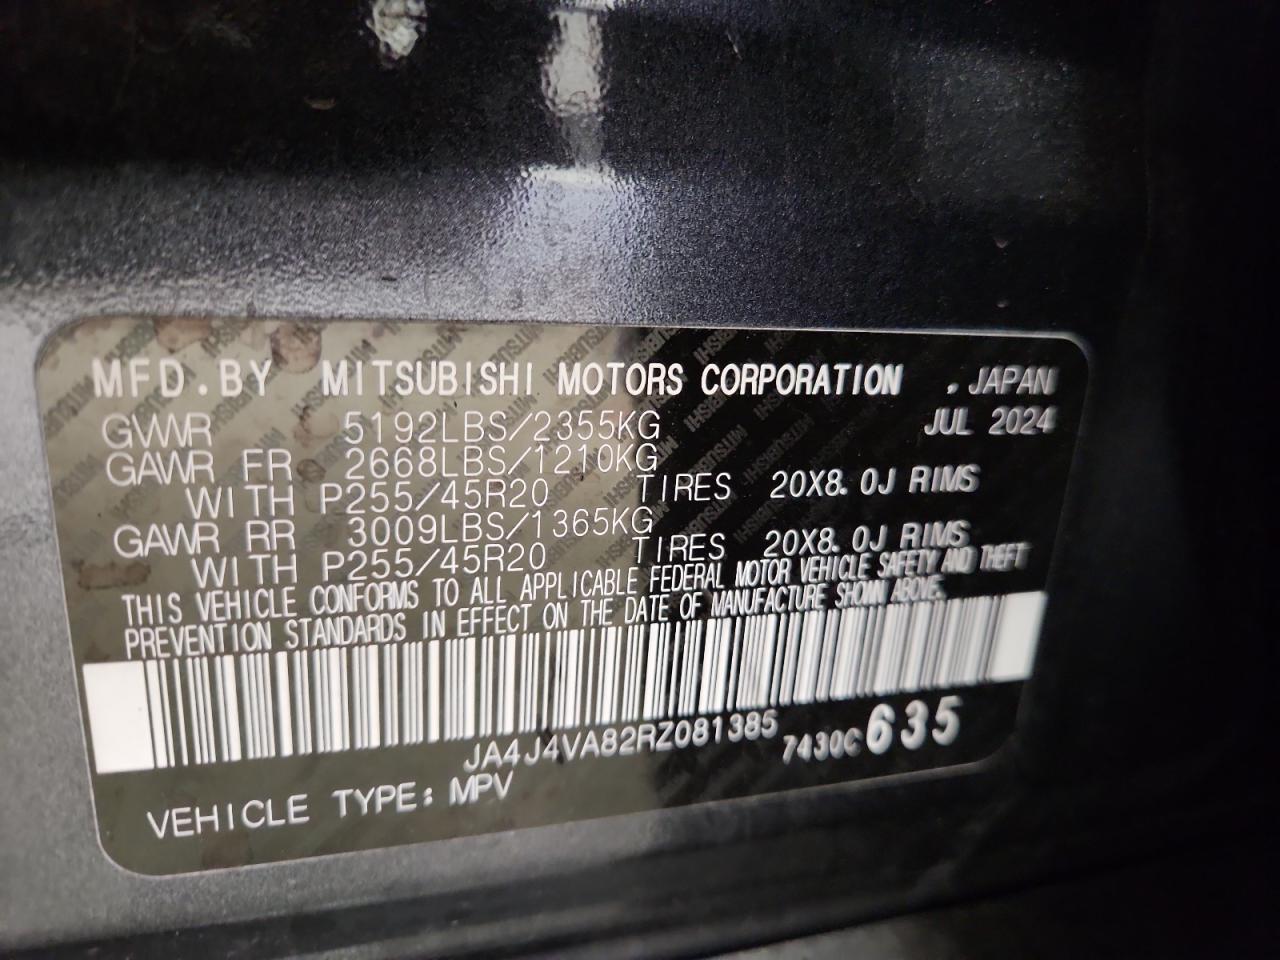 MFD.BY MITSUBISHI MOTORS CORPORATION . JAPAN
GVWR 5192LBS/2355KG JUL 2024
GAWR FR 2668LBS/1210KG
WITH P255/45R20 TIRES 20X8.0J RIMS
GAWR RR 3009LBS/1365KG
WITH P255/45R20 TIRES 20X8.0J RIMS
THIS VEHICLE CONFORMS TO ALL APPLICABLE FEDERAL MOTOR VEHICLE SAFETY AND THEFT
PREVENTION STANDARDS IN EFFECT ON THE DATE OF MANUFACTURE SHOWN ABOVE.
JA4J4VA82RZ081385 7430C 635
VEHICLE TYPE: MPV